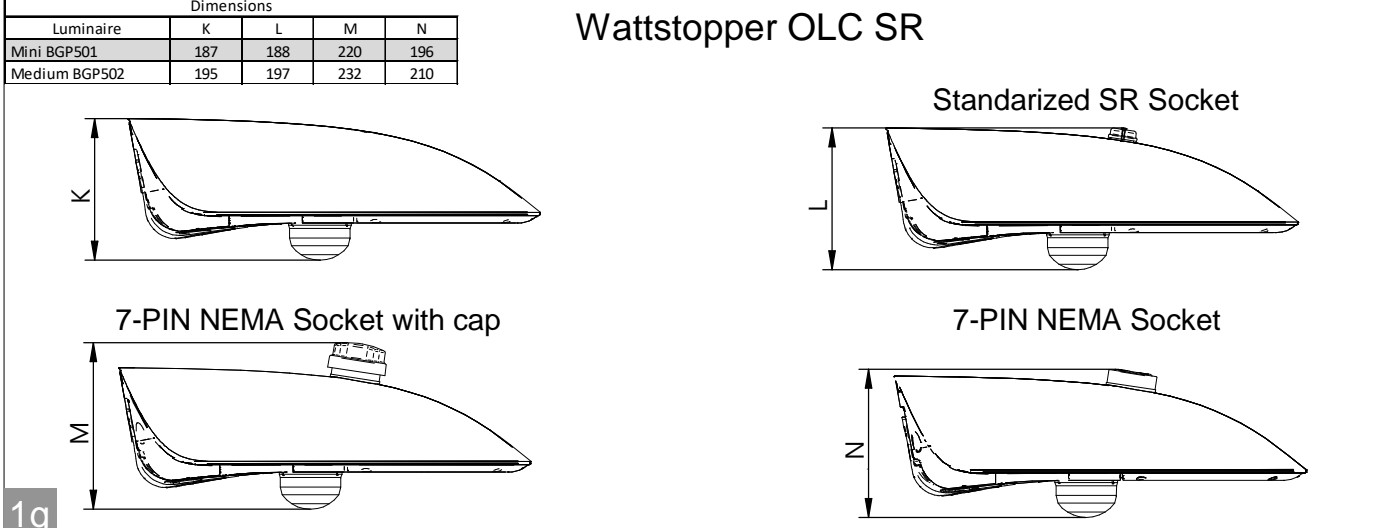 Dimensions
Luminaire K L M N
Mini BGP501 187 188 220 196
Medium BGP502 195 197 232 210
Wattstopper OLC SR
Standarized SR Socket
K
L
7-PIN NEMA Socket with cap
7-PIN NEMA Socket
M
N
1g